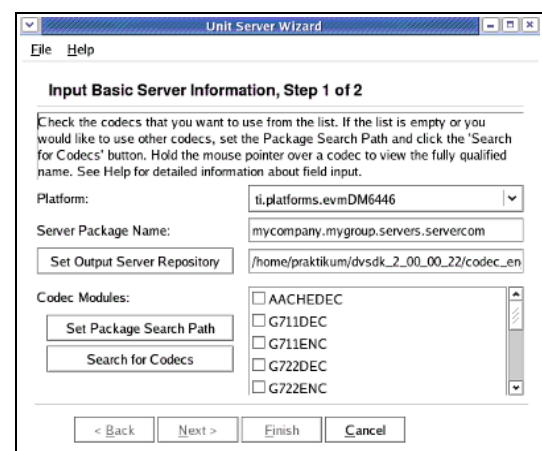 Unit Server Wizard
File Help
Input Basic Server Information, Step 1 of 2
Check the codecs that you want to use from the list. If the list is empty or you
would like to use other codecs, set the Package Search Path and click the 'Search
for Codecs' button. Hold the mouse pointer over a codec to view the fully qualified
name. See Help for detailed information about field input.
Platform: ti.platforms.evmDM6446
Server Package Name: mycompany.mygroup.servers.servercom
Set Output Server Repository /home/praktikum/dvsdk_2_00_00_22/codec_en
Codec Modules:
Set Package Search Path
Search for Codecs
AACHEDEC
G711DEC
G711ENC
G722DEC
G722ENC
< Back Next > Finish Cancel